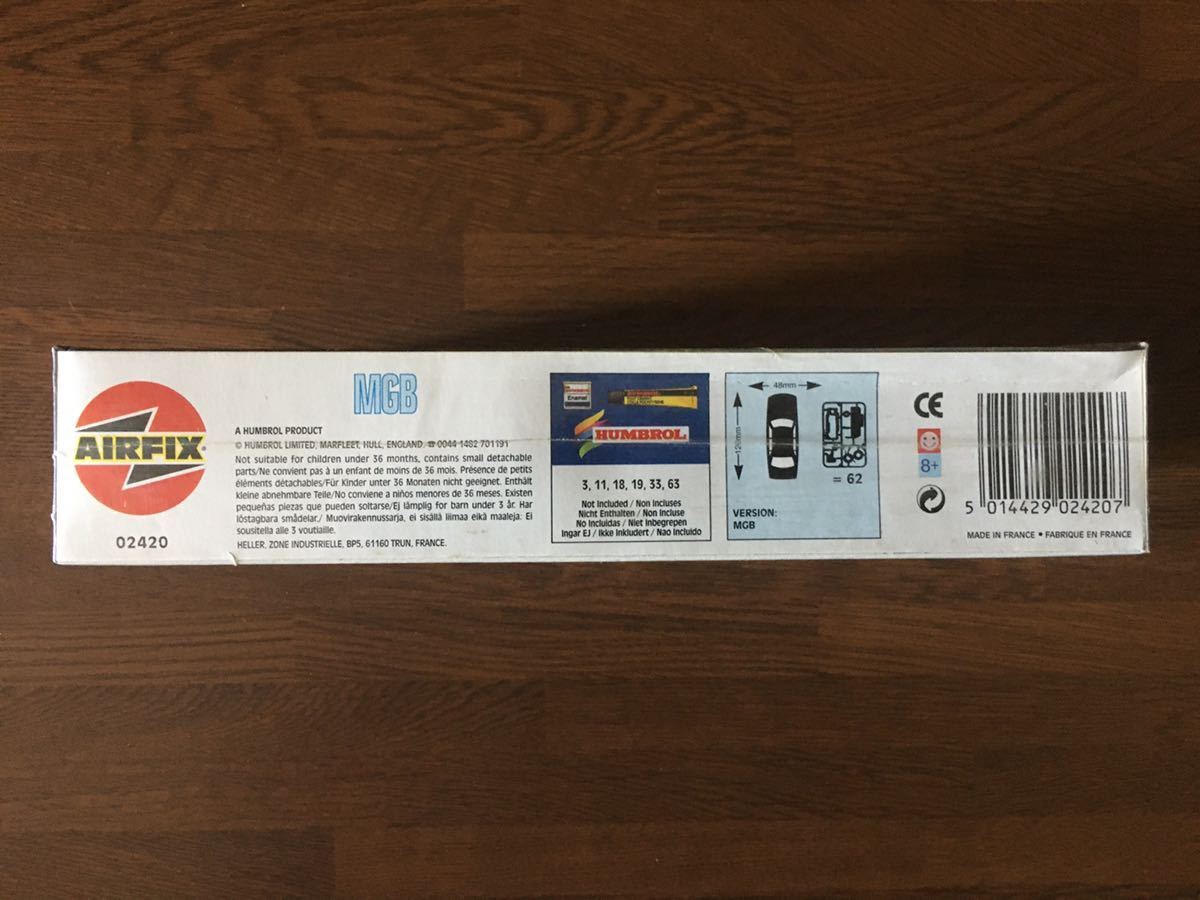 AIRFIX
02420
MGB
A HUMBROL PRODUCT
© HUMBROL LIMITED, MARFLEET, HULL, ENGLAND. ☎ 0044 1482 701191
Not suitable for children under 36 months, contains small detachable
parts/Ne convient pas à un enfant de moins de 36 mois. Présence de petits
éléments détachables/Für Kinder unter 36 Monaten nicht geeignet. Enthält
kleine abnehmbare Teile/No conviene a niños menores de 36 meses. Existen
pequeñas piezas que pueden soltarse/Ej lämplig for barn under 3 år. Har
löstagbara smådelar./ Muovirakennussarja, ei sisällä liimaa eikä maaleja. Ei
sousitella alle 3 voutiaille.
HELLER, ZONE INDUSTRIELLE, BP5, 61160 TRUN, FRANCE.
Enamel
HUMBROL
3, 11, 18, 19, 33, 63
Not Included / Non Incluses
Nicht Enthalten / Non Incluse
No Incluidas / Niet Inbegrepen
Ingar EJ / Ikke Inkludert / Nao Incluido
48mm
120mm
= 62
VERSION:
MGB
CE
8+
5 014429 024207
MADE IN FRANCE • FABRIQUE EN FRANCE